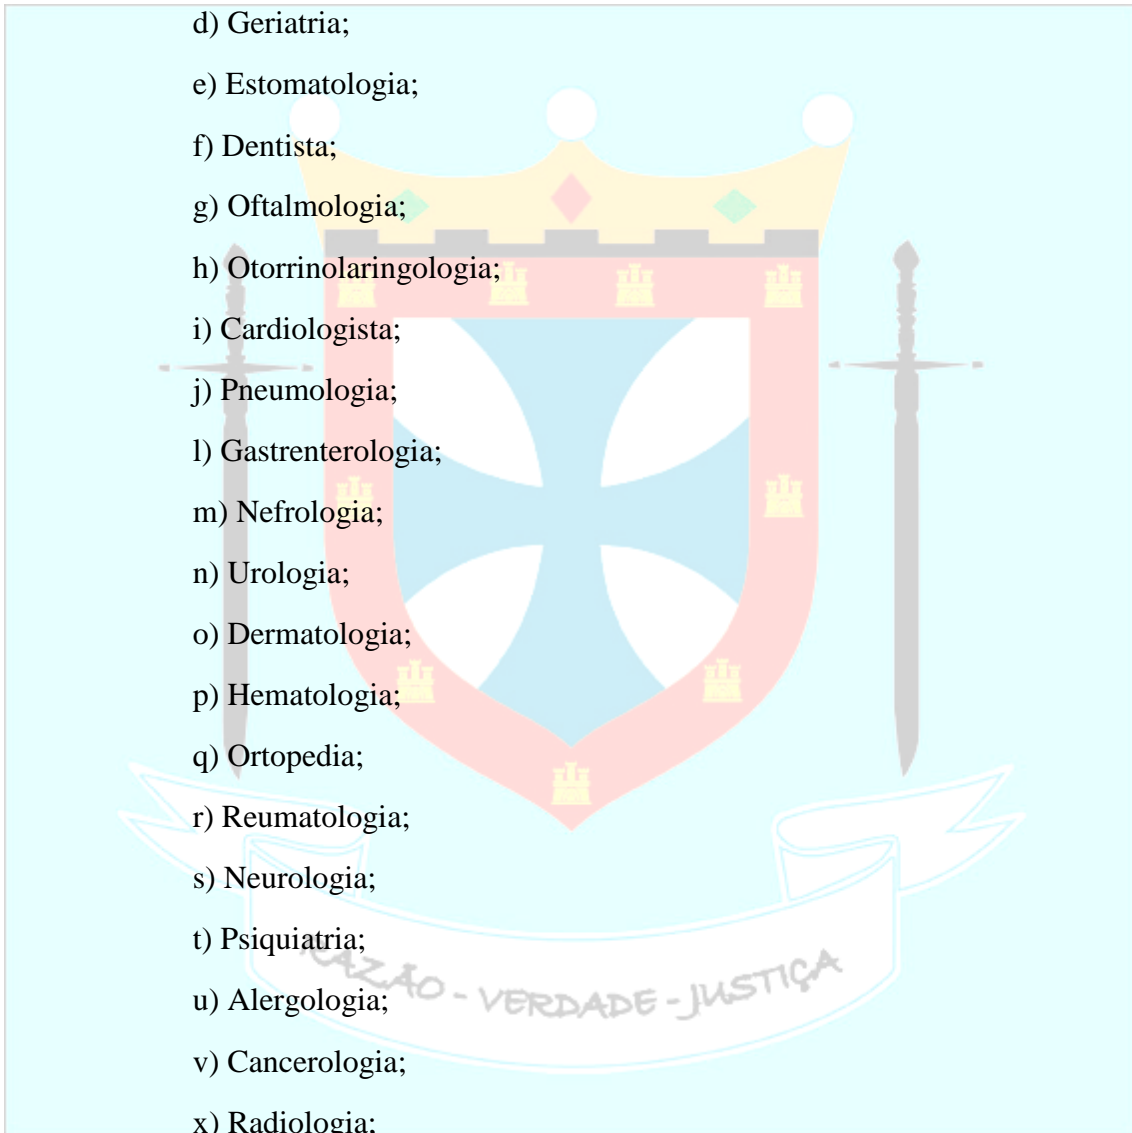 d) Geriatria;
e) Estomatologia;
f) Dentista;
g) Oftalmologia;
h) Otorrinolaringologia;
i) Cardiologista;
j) Pneumologia;
l) Gastrenterologia;
m) Nefrologia;
n) Urologia;
o) Dermatologia;
p) Hematologia;
q) Ortopedia;
r) Reumatologia;
s) Neurologia;
t) Psiquiatria;
RAZÃO - VERDADE - JUSTIÇA
u) Alergologia;
v) Cancerologia;
x) Radiologia;